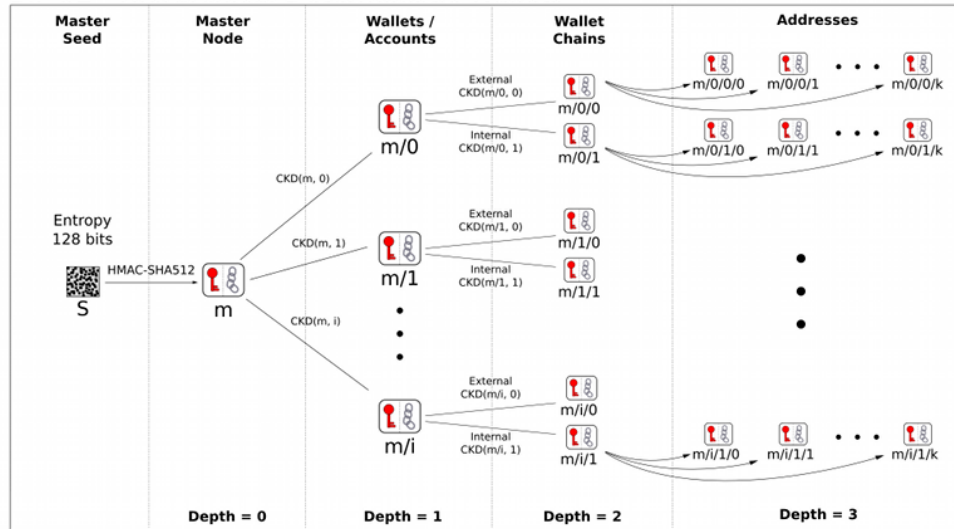 Master
Seed
Master
Node
Wallets /
Accounts
Wallet
Chains
Addresses
Entropy
128 bits
S
HMAC-SHA512
m
CKD(m, 0)
CKD(m, 1)
CKD(m, i)
m/0
m/1
m/i
External
CKD(m/0, 0)
Internal
CKD(m/0, 1)
External
CKD(m/1, 0)
Internal
CKD(m/1, 1)
External
CKD(m/i, 0)
Internal
CKD(m/i, 1)
m/0/0
m/0/1
m/1/0
m/1/1
m/i/0
m/i/1
m/0/0/0 m/0/0/1 m/0/0/k
m/0/1/0 m/0/1/1 m/0/1/k
m/i/1/0 m/i/1/1 m/i/1/k
Depth = 0
Depth = 1
Depth = 2
Depth = 3